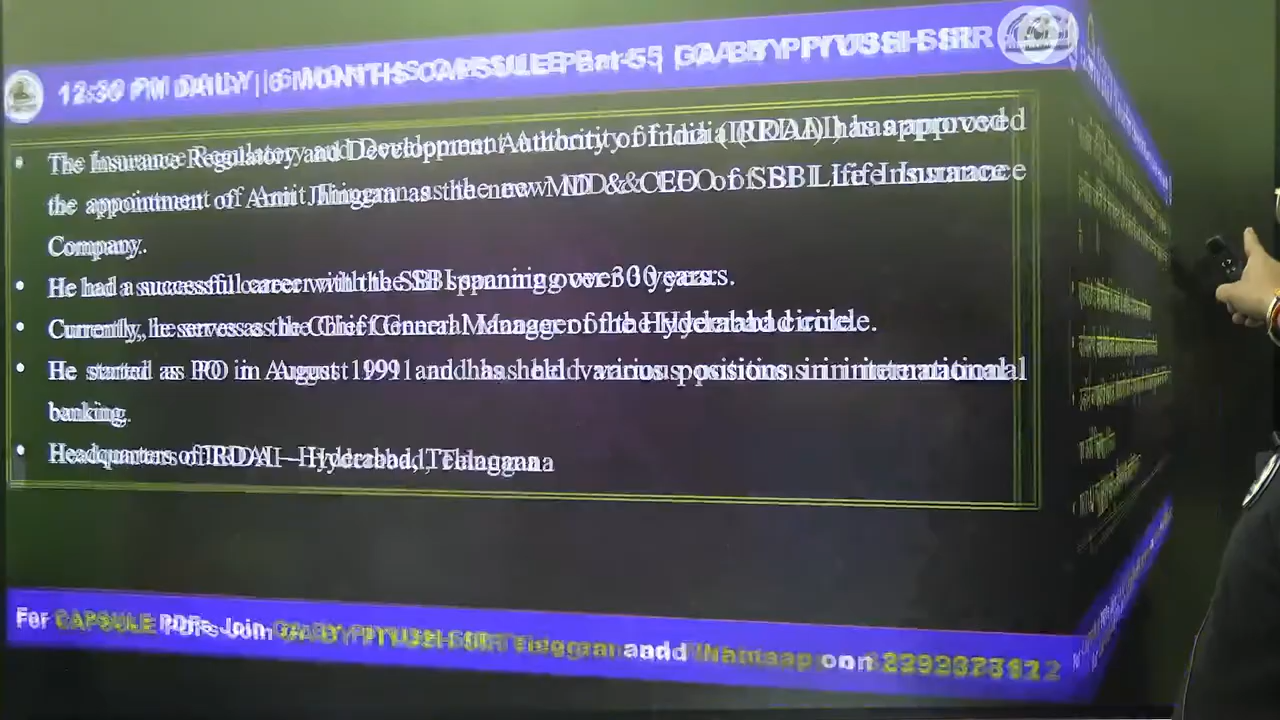 12:30 PM DAILY || 6 MONTHS CAPSULE Part-5 | GA BY PIYUSH SIR
• The Insurance Regulatory and Development Authority of India (IRDAI) has approved
the appointment of Amit Jhingran as the new MD & CEO of SBI Life Insurance
Company.
• He had a successful career with the SBI spanning over 30 years.
• Currently, he serves as the Chief General Manager of the Hyderabad circle.
• He started as PO in August 1991 and has held various positions in international
banking.
• Headquarters of IRDAI – Hyderabad, Telangana
For CAPSULE PDFs Join GA BY PIYUSH SIR Telegram and on